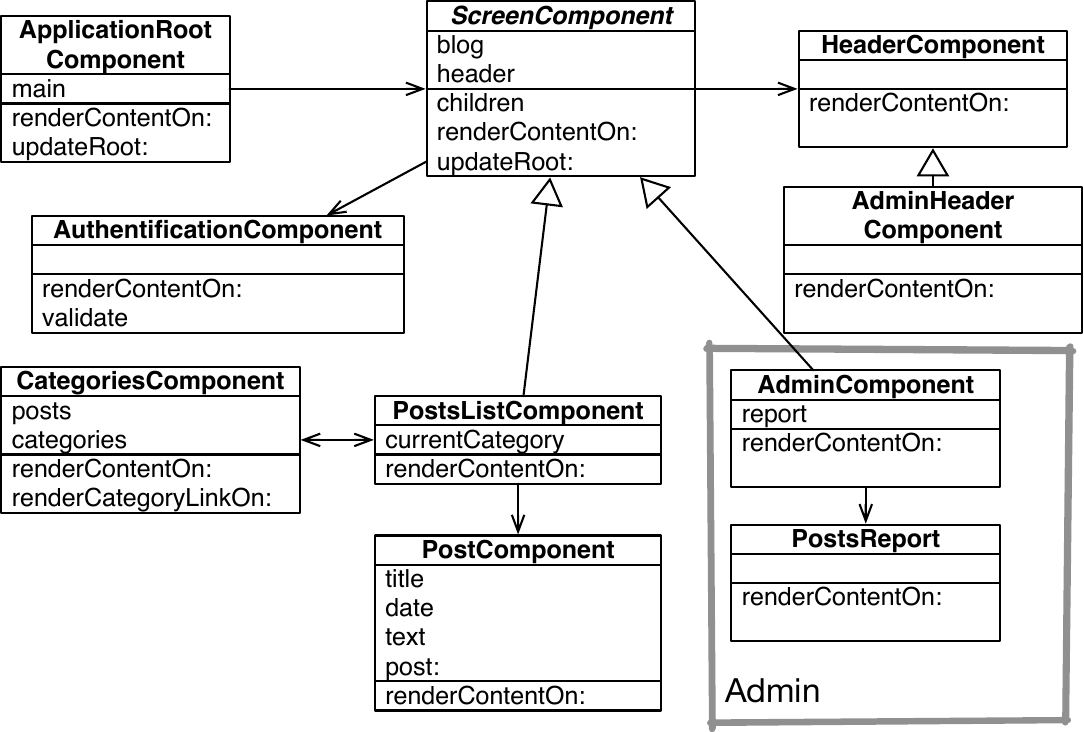 ApplicationRoot
Component
main
renderContentOn:
updateRoot:
ScreenComponent
blog
header
children
renderContentOn:
updateRoot:
HeaderComponent
renderContentOn:
AdminHeader
Component
renderContentOn:
AuthentificationComponent
renderContentOn:
validate
CategoriesComponent
posts
categories
renderContentOn:
renderCategoryLinkOn:
PostsListComponent
currentCategory
renderContentOn:
PostComponent
title
date
text
post:
renderContentOn:
AdminComponent
report
renderContentOn:
PostsReport
renderContentOn:
Admin